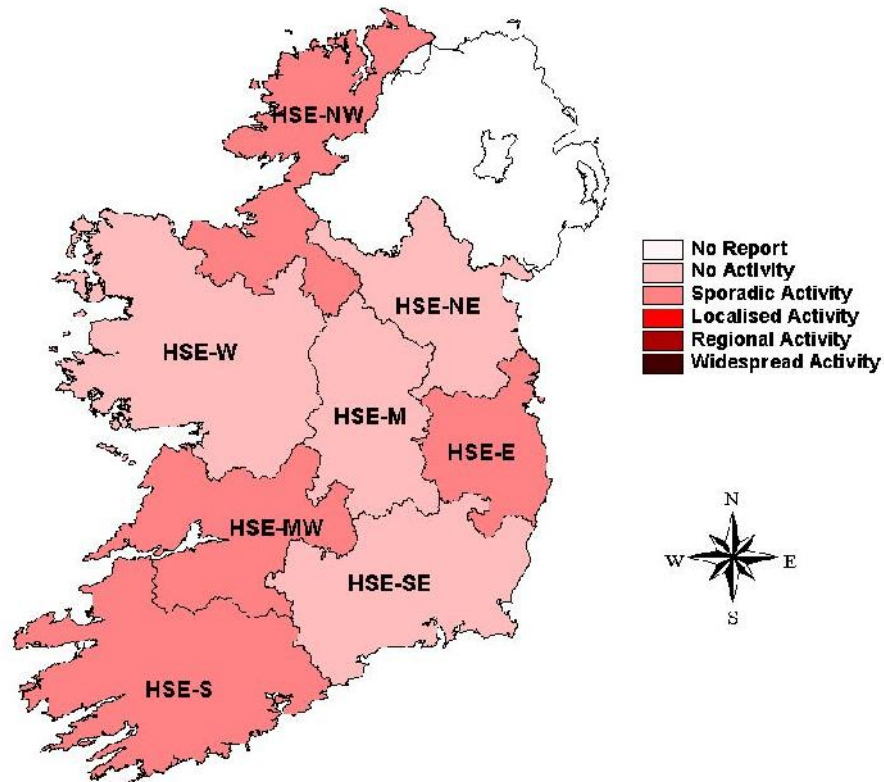 HSE-NW
HSE-NE
HSE-W
HSE-M
HSE-E
HSE-MW
HSE-SE
HSE-S
No Report
No Activity
Sporadic Activity
Localised Activity
Regional Activity
Widespread Activity
N
W E
S